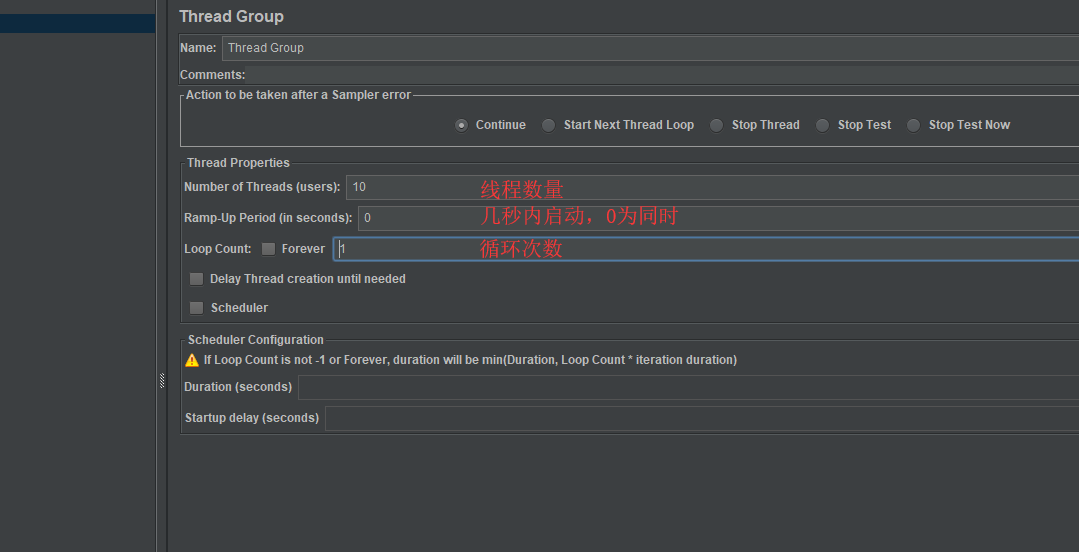 Thread Group
Name: Thread Group
Comments:
Action to be taken after a Sampler error
Continue Start Next Thread Loop Stop Thread Stop Test Stop Test Now
Thread Properties
Number of Threads (users): 10 线程数量
Ramp-Up Period (in seconds): 0 几秒内启动，0为同时
Loop Count: Forever 1 循环次数
Delay Thread creation until needed
Scheduler
Scheduler Configuration
If Loop Count is not -1 or Forever, duration will be min(Duration, Loop Count * iteration duration)
Duration (seconds)
Startup delay (seconds)